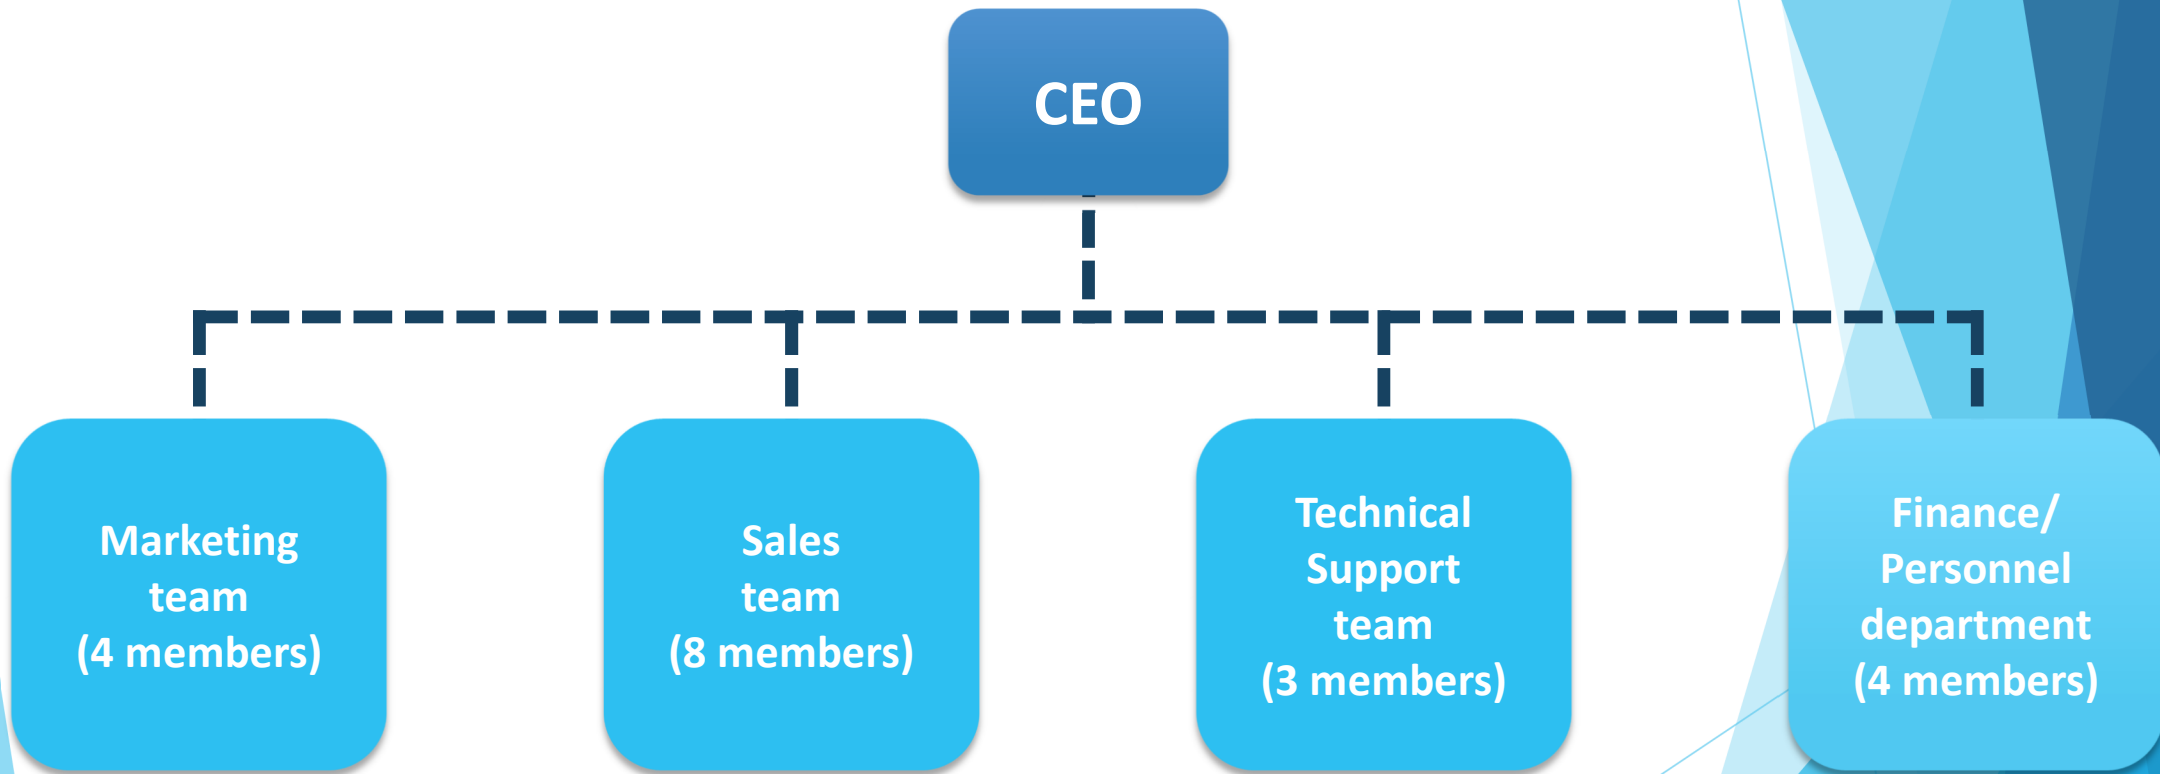 CEO
Marketing
team
(4 members)
Sales
team
(8 members)
Technical
Support
team
(3 members)
Finance/
Personnel
department
(4 members)